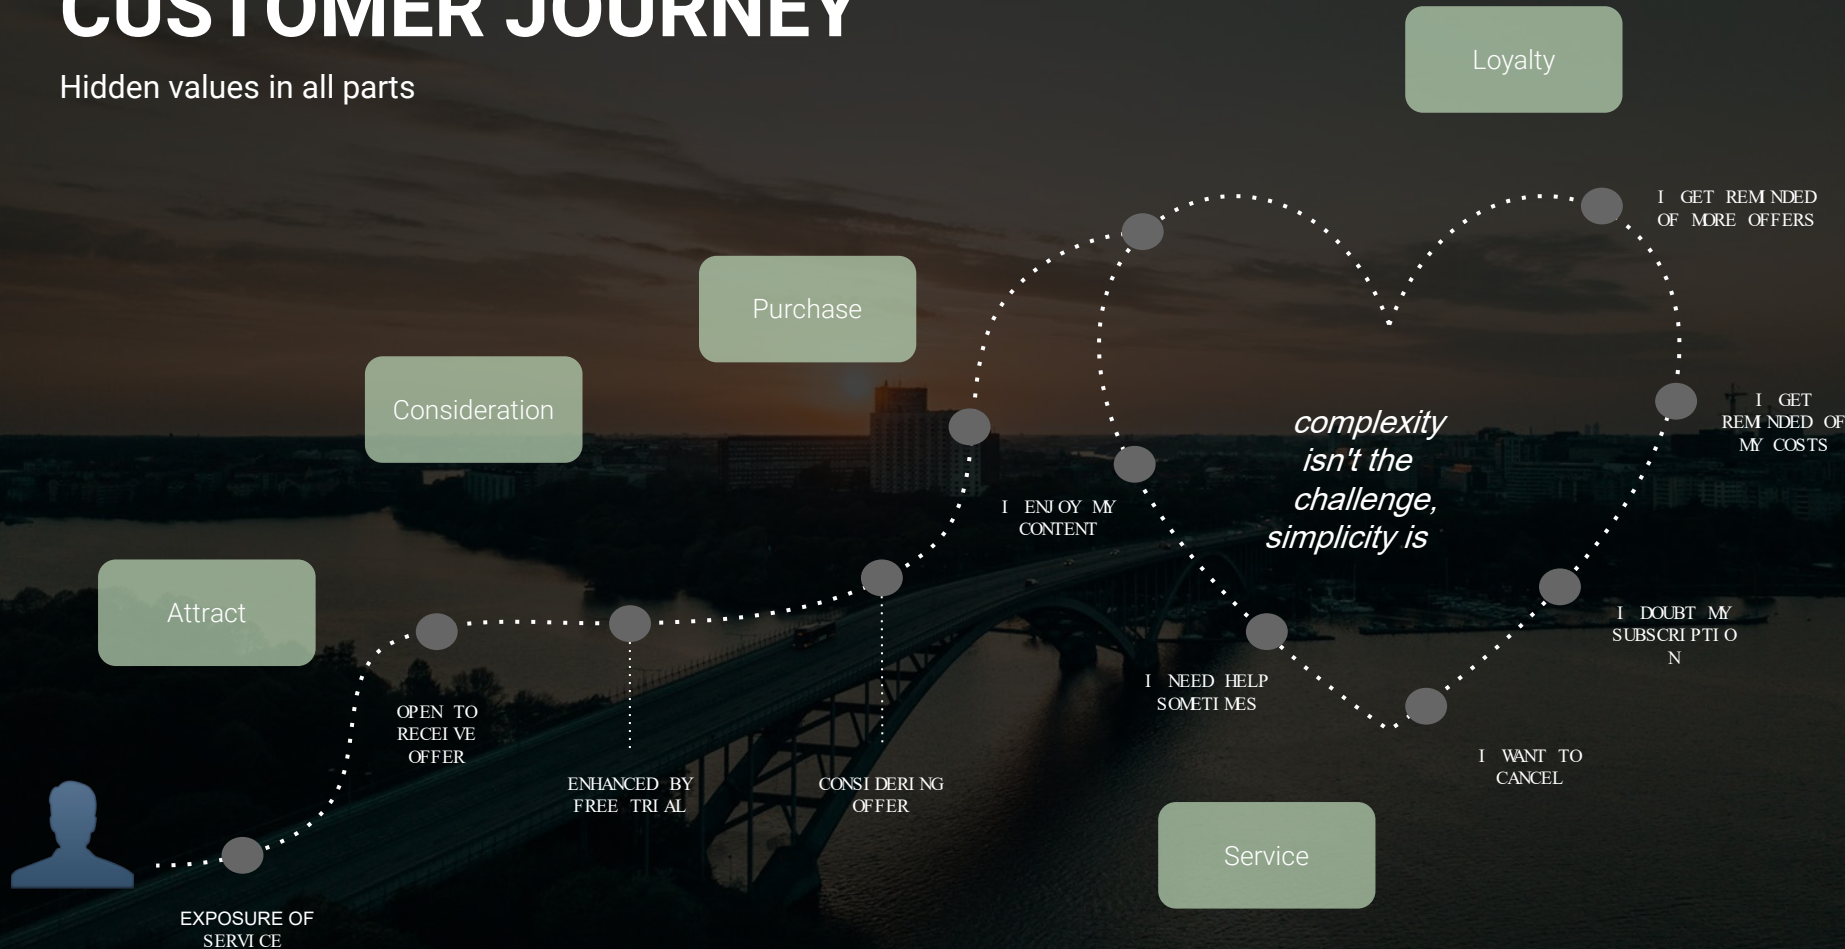 CUSTOMER JOURNEY
Hidden values in all parts
Loyalty
I GET REMINDED
OF MORE OFFERS
Purchase
Consideration
I GET
REMINDED OF
MY COSTS
complexity
isn't the
challenge,
simplicity is
I ENJOY MY
CONTENT
Attract
I DOUBT MY
SUBSCRIPTIO
N
I NEED HELP
SOMETIMES
OPEN TO
RECEIVE
OFFER
I WANT TO
CANCEL
ENHANCED BY
FREE TRIAL
CONSIDERING
OFFER
Service
EXPOSURE OF
SERVICE